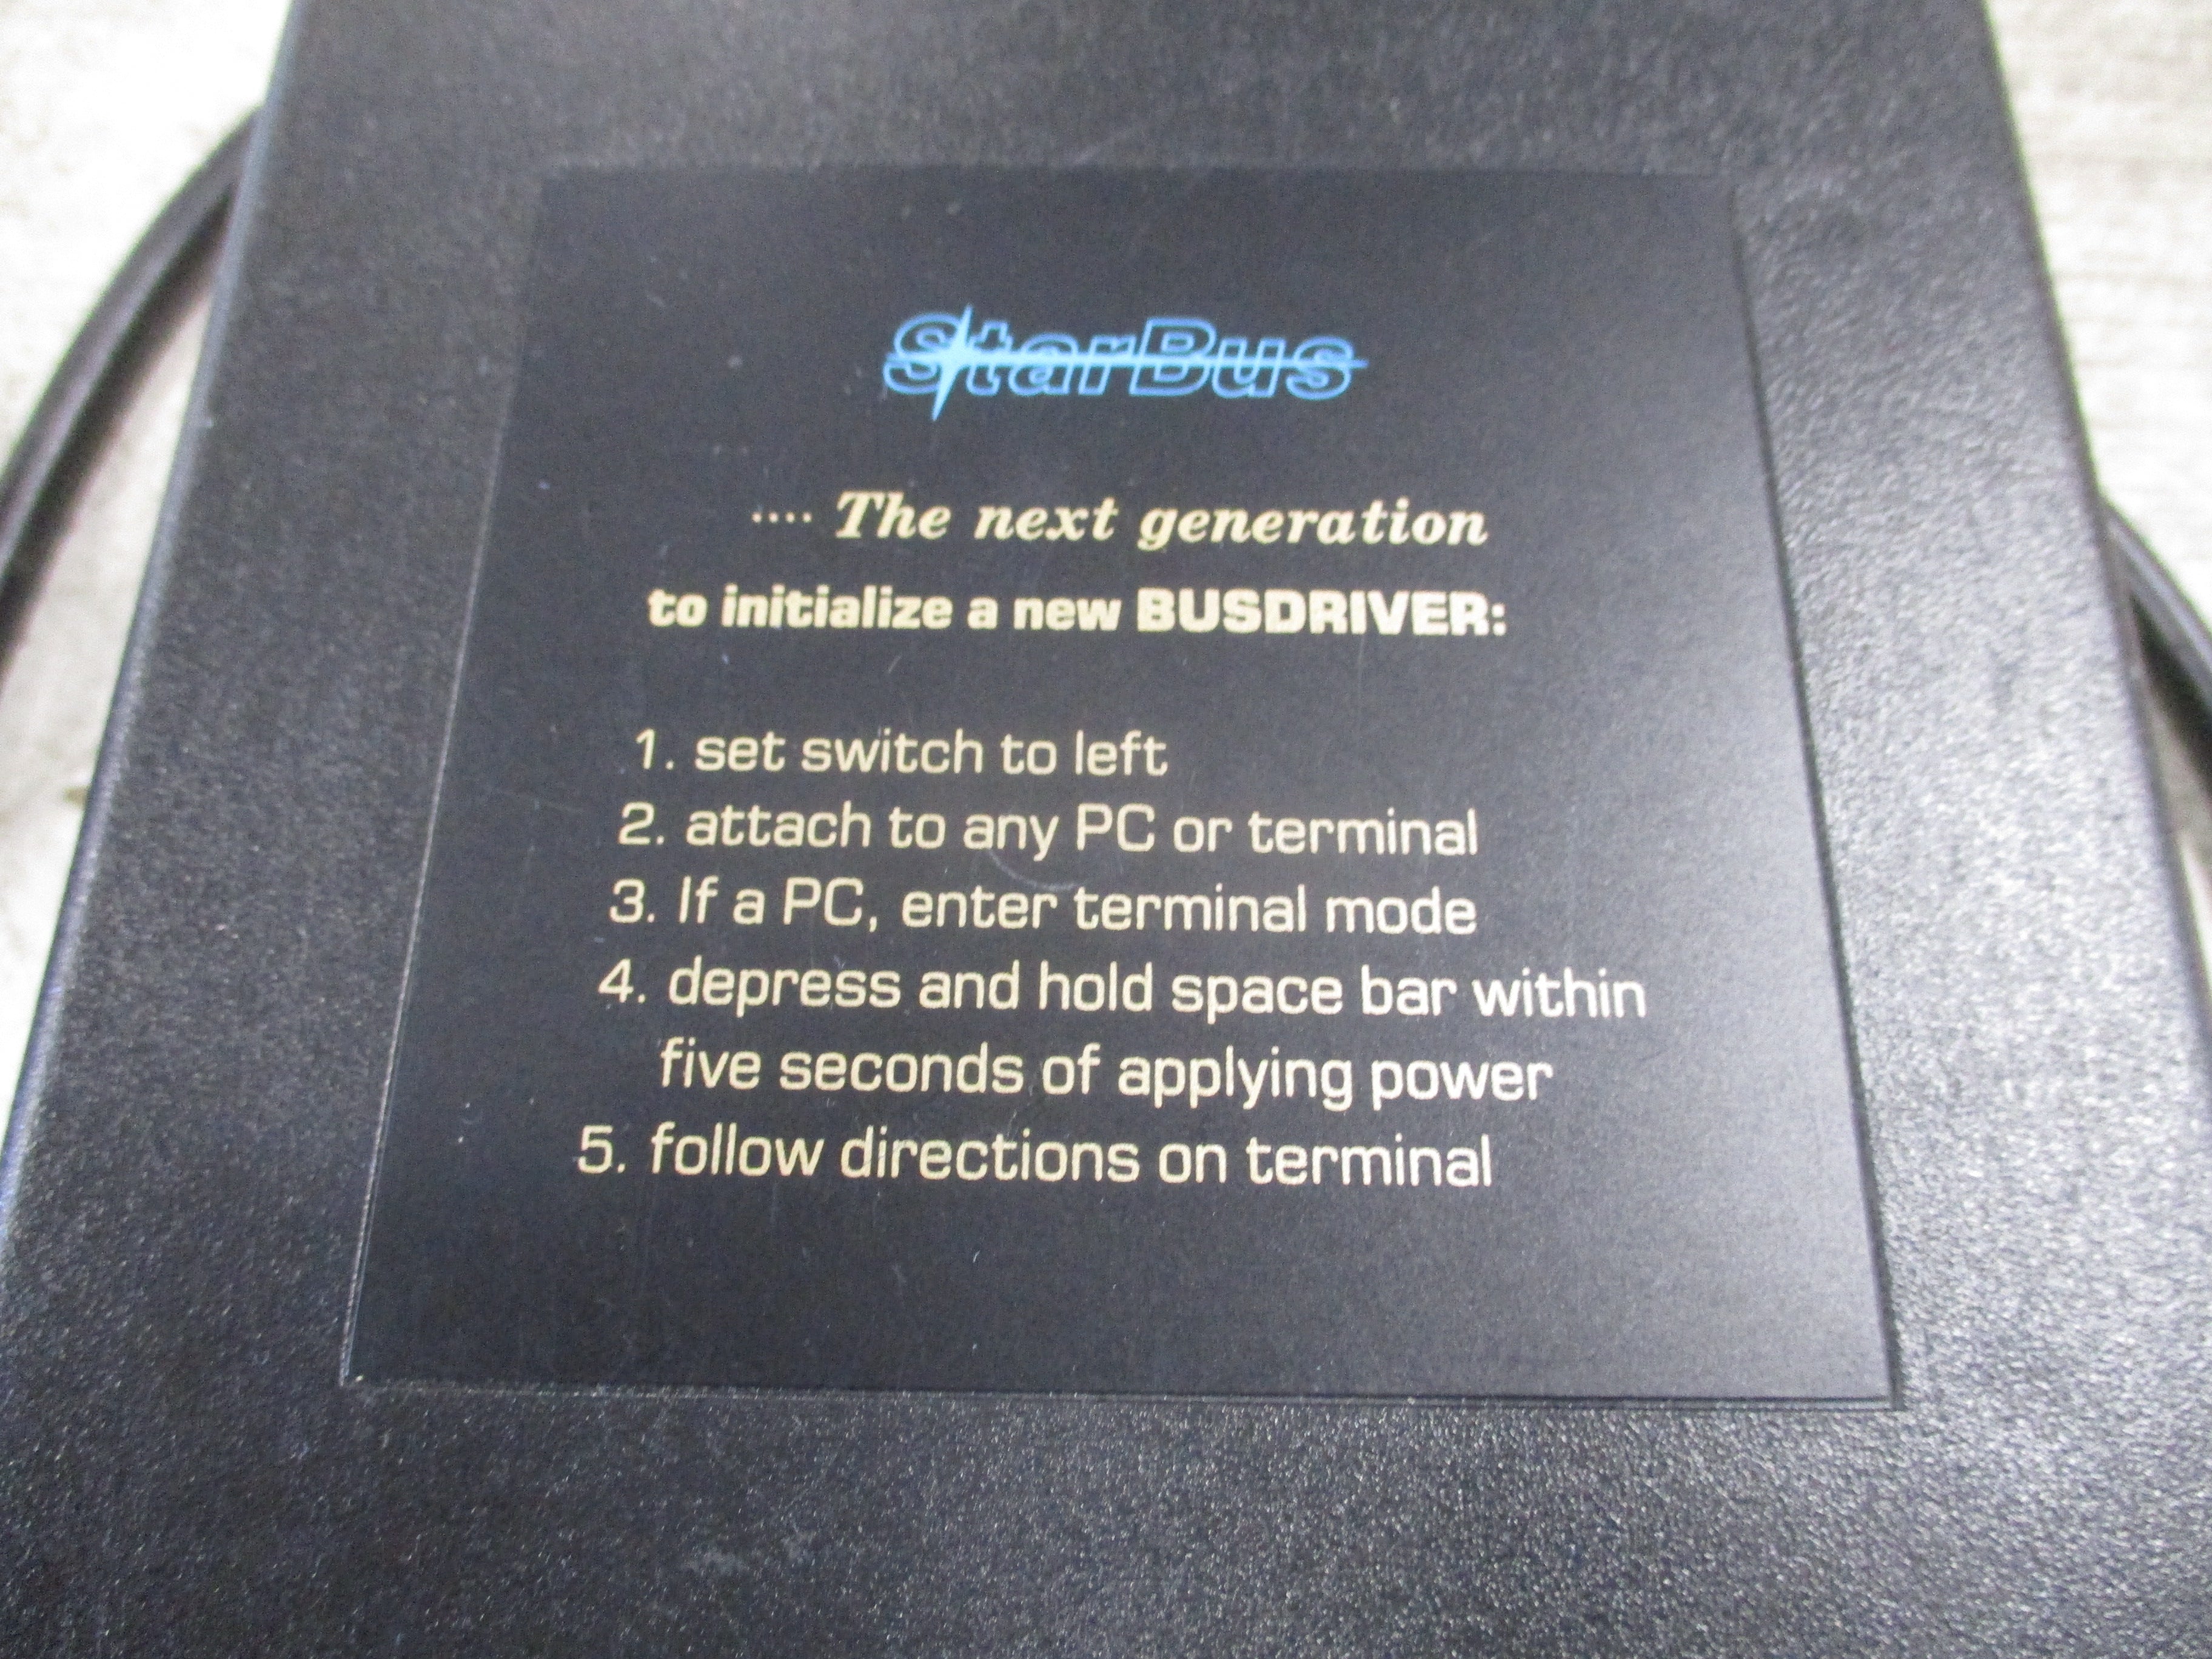 StarBus
.... The next generation
to initialize a new BUSDRIVER:
1. set switch to left
2. attach to any PC or terminal
3. If a PC, enter terminal mode
4. depress and hold space bar within
five seconds of applying power
5. follow directions on terminal